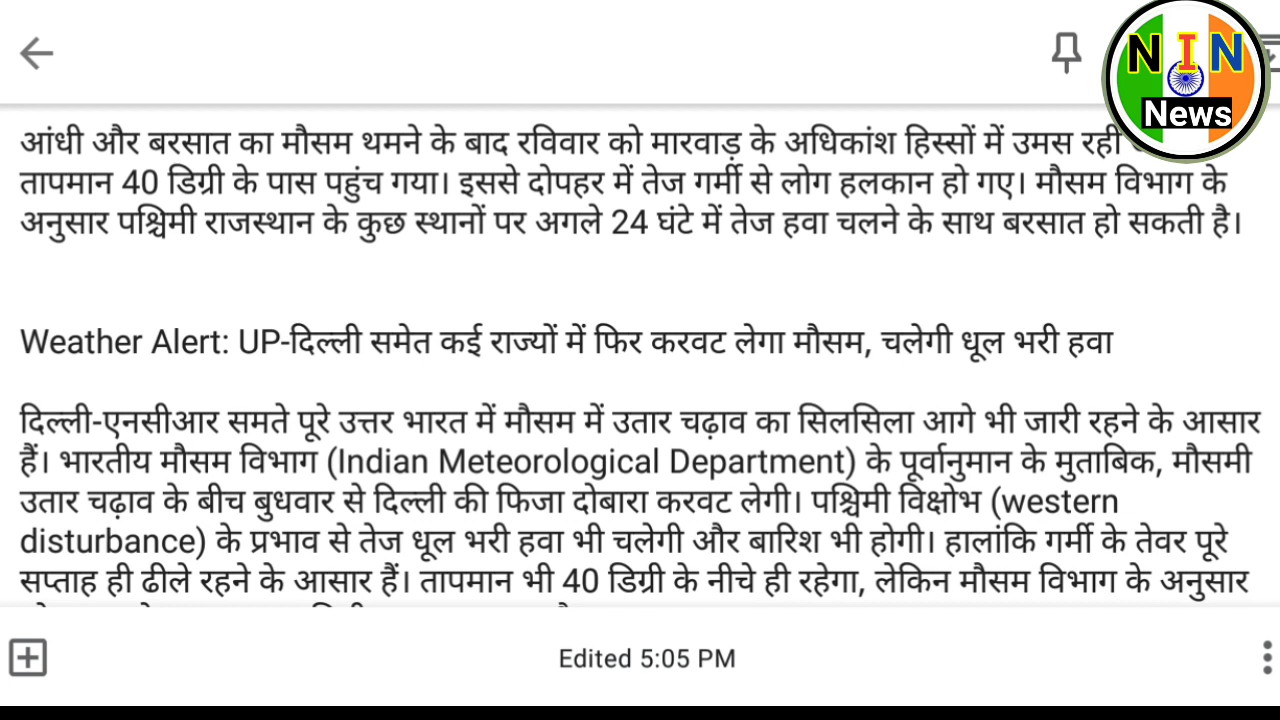 NIN
News
आंधी और बरसात का मौसम थमने के बाद रविवार को मारवाड़ के अधिकांश हिस्सों में उमस रही
तापमान 40 डिग्री के पास पहुंच गया। इससे दोपहर में तेज गर्मी से लोग हलकान हो गए। मौसम विभाग के
अनुसार पश्चिमी राजस्थान के कुछ स्थानों पर अगले 24 घंटे में तेज हवा चलने के साथ बरसात हो सकती है।
Weather Alert: UP-दिल्ली समेत कई राज्यों में फिर करवट लेगा मौसम, चलेगी धूल भरी हवा
दिल्ली-एनसीआर समते पूरे उत्तर भारत में मौसम में उतार चढ़ाव का सिलसिला आगे भी जारी रहने के आसार
हैं। भारतीय मौसम विभाग (Indian Meteorological Department) के पूर्वानुमान के मुताबिक, मौसमी
उतार चढ़ाव के बीच बुधवार से दिल्ली की फिजा दोबारा करवट लेगी। पश्चिमी विक्षोभ (western
disturbance) के प्रभाव से तेज धूल भरी हवा भी चलेगी और बारिश भी होगी। हालांकि गर्मी के तेवर पूरे
सप्ताह ही ढीले रहने के आसार हैं। तापमान भी 40 डिग्री के नीचे ही रहेगा, लेकिन मौसम विभाग के अनुसार
Edited 5:05 PM